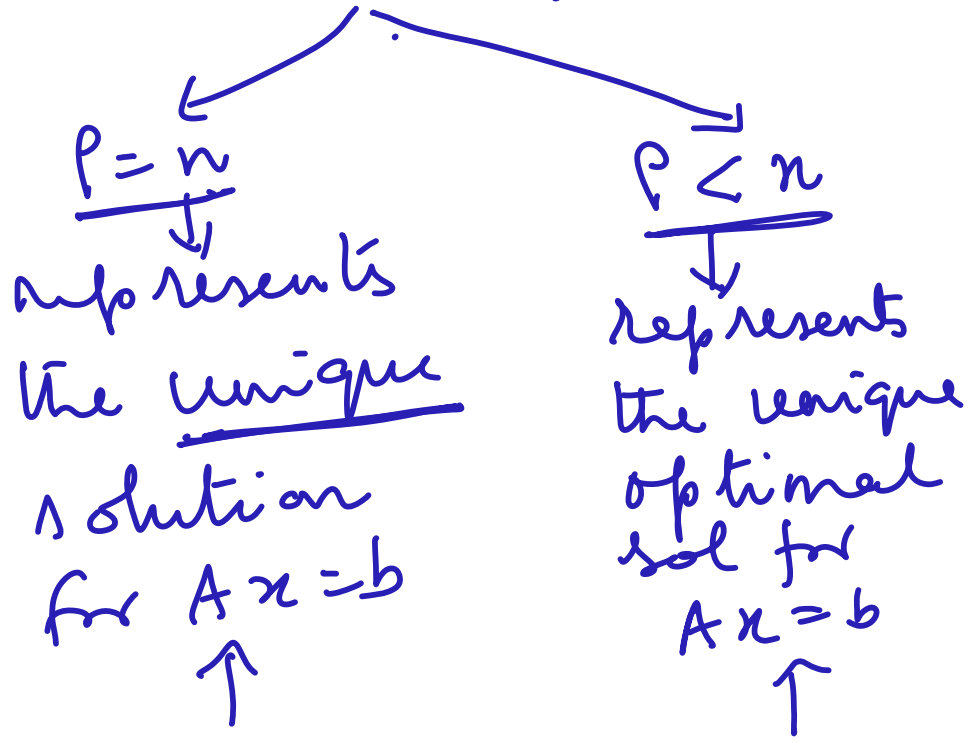 P = n
represents
the unique
solution
for Ax = b
P < n
represents
the unique
optimal
sol for
Ax = b